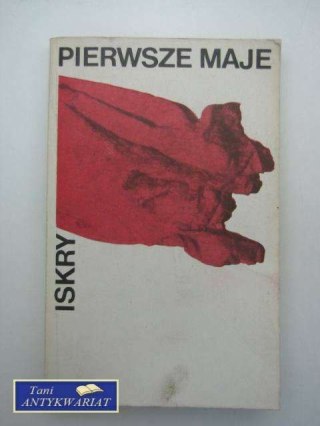 PIERWSZE MAJE
ISKRY
Tani
ANTYKWARIAT